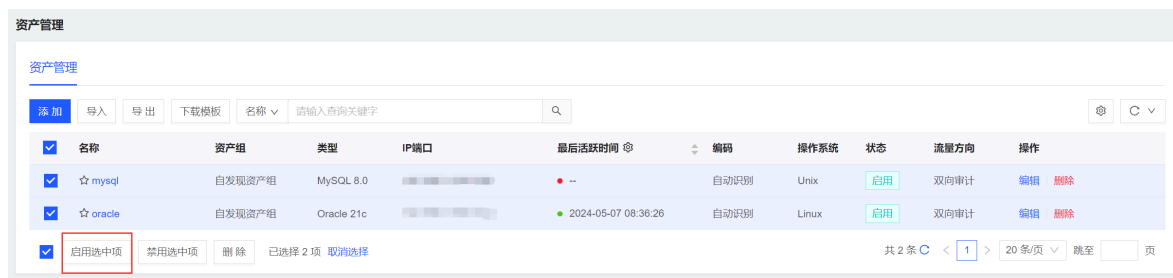 资产管理
资产管理
添加 导入 导出 下载模板 名称 请输入查询关键字
名称 资产组 类型 IP端口 最后活跃时间 编码 操作系统 状态 流量方向 操作
mysql 自发现资产组 MySQL 8.0 -- 自动识别 Unix 启用 双向审计 编辑 删除
oracle 自发现资产组 Oracle 21c 2024-05-07 08:36:26 自动识别 Linux 启用 双向审计 编辑 删除
启用选中项 禁用选中项 删除 已选择 2 项 取消选择 共 2 条 < 1 > 20 条/页 跳至 页